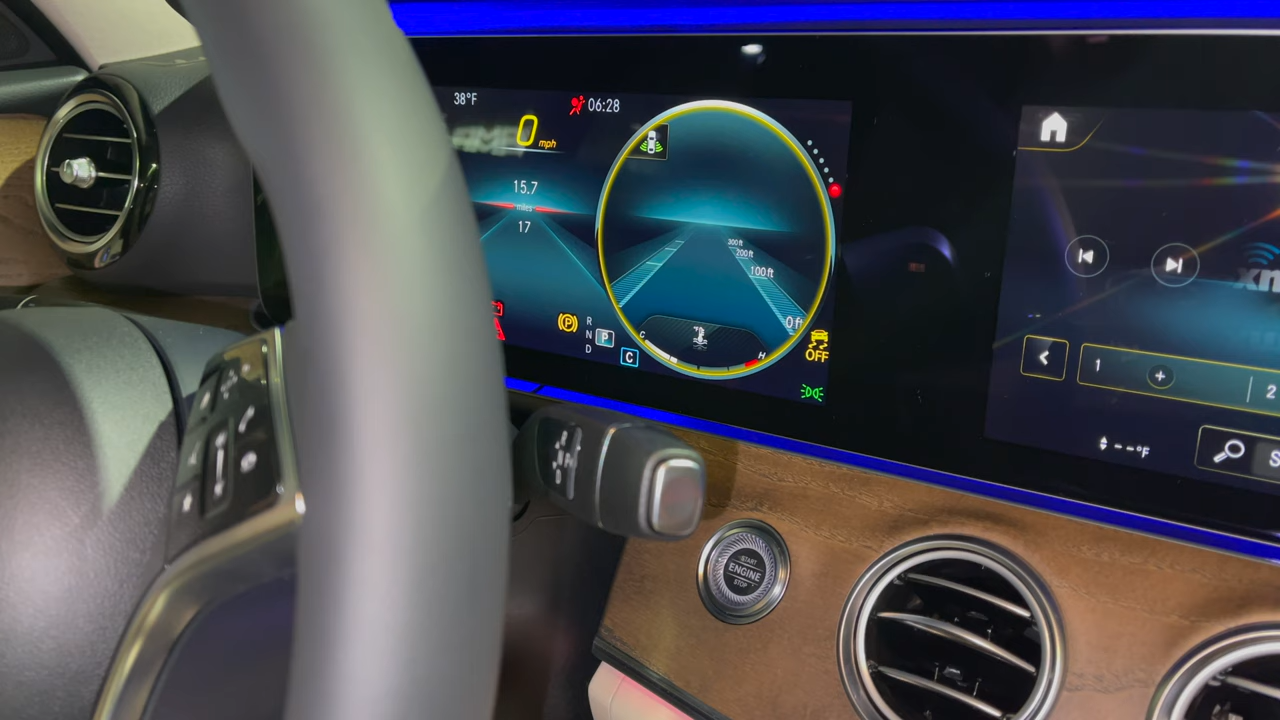 38°F
06:28
0 mph
15.7
miles
17
300 ft
200 ft
100 ft
0 ft
R
N
D
P
C
C
H
OFF
xm
1
2
--°F
S
START
ENGINE
STOP